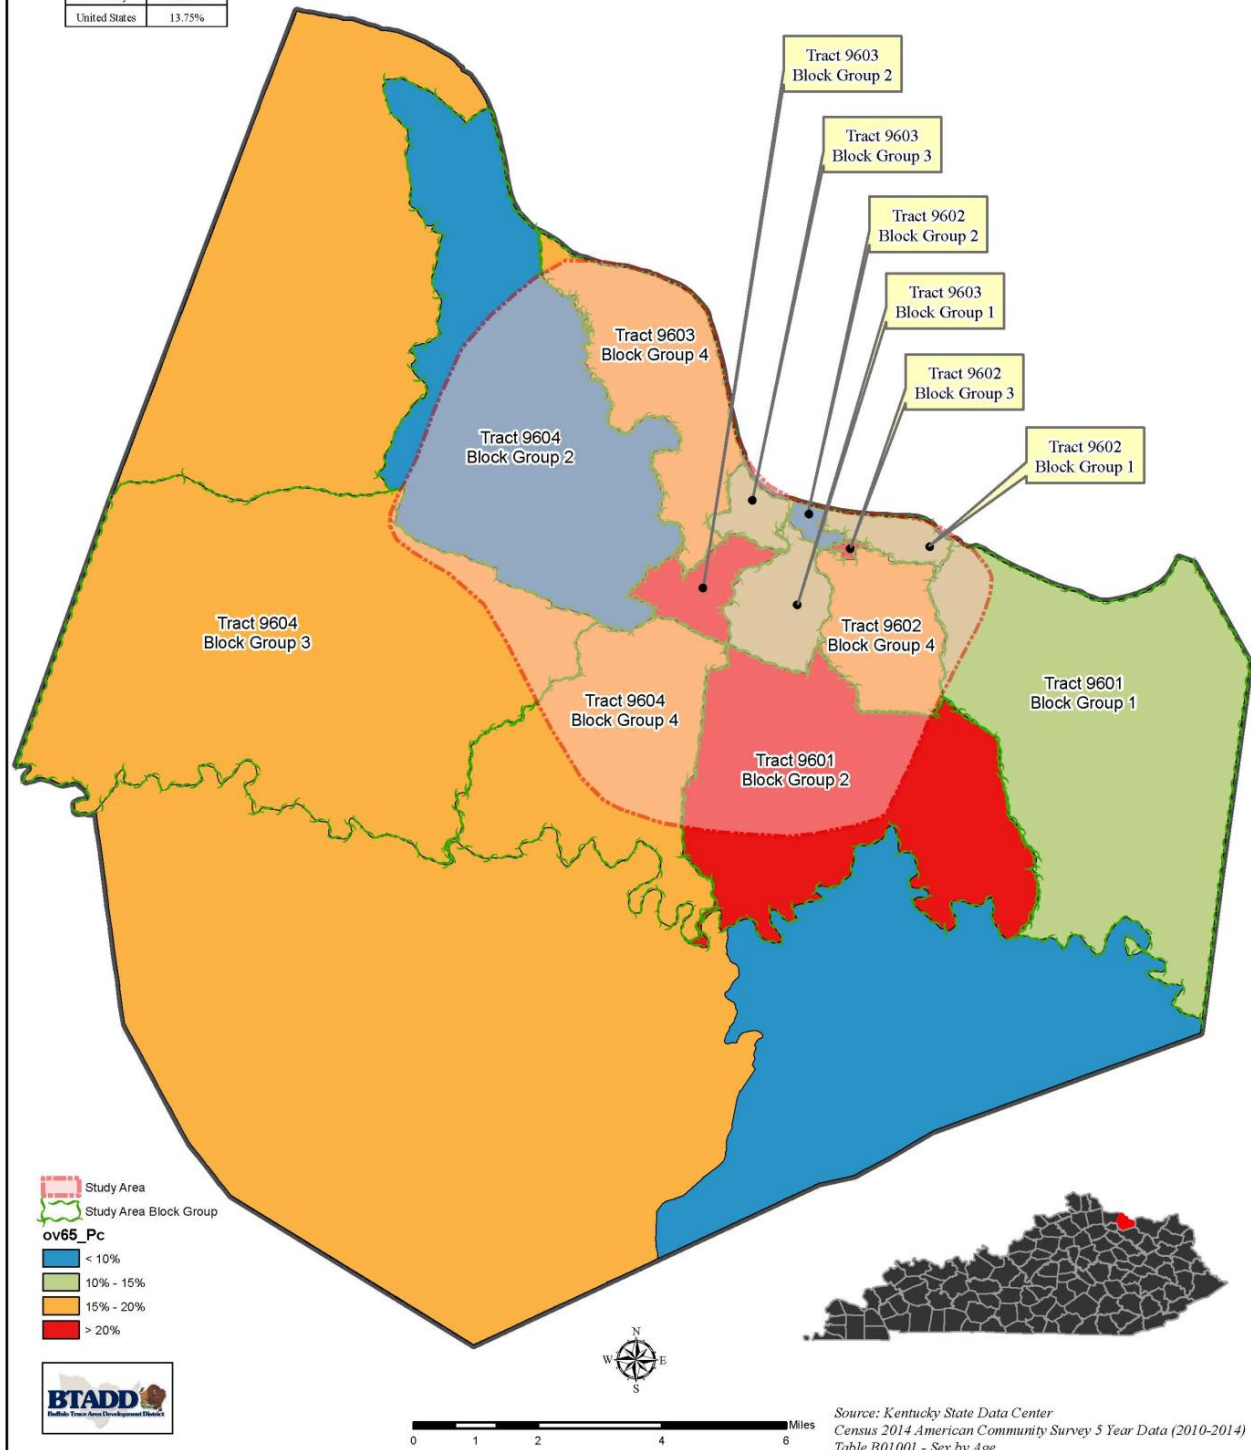 United States 13.75%
Tract 9603
Block Group 2
Tract 9603
Block Group 3
Tract 9602
Block Group 2
Tract 9603
Block Group 1
Tract 9602
Block Group 3
Tract 9602
Block Group 1
Tract 9603
Block Group 4
Tract 9604
Block Group 2
Tract 9604
Block Group 3
Tract 9602
Block Group 4
Tract 9604
Block Group 4
Tract 9601
Block Group 1
Tract 9601
Block Group 2
Study Area
Study Area Block Group
ov65_Pc
< 10%
10% - 15%
15% - 20%
> 20%
BTADD
Buffalo Trace Area Development District
N
W E
S
Miles
0 1 2 4 6
Source: Kentucky State Data Center
Census 2014 American Community Survey 5 Year Data (2010-2014)
Table B01001 - Sex by Age